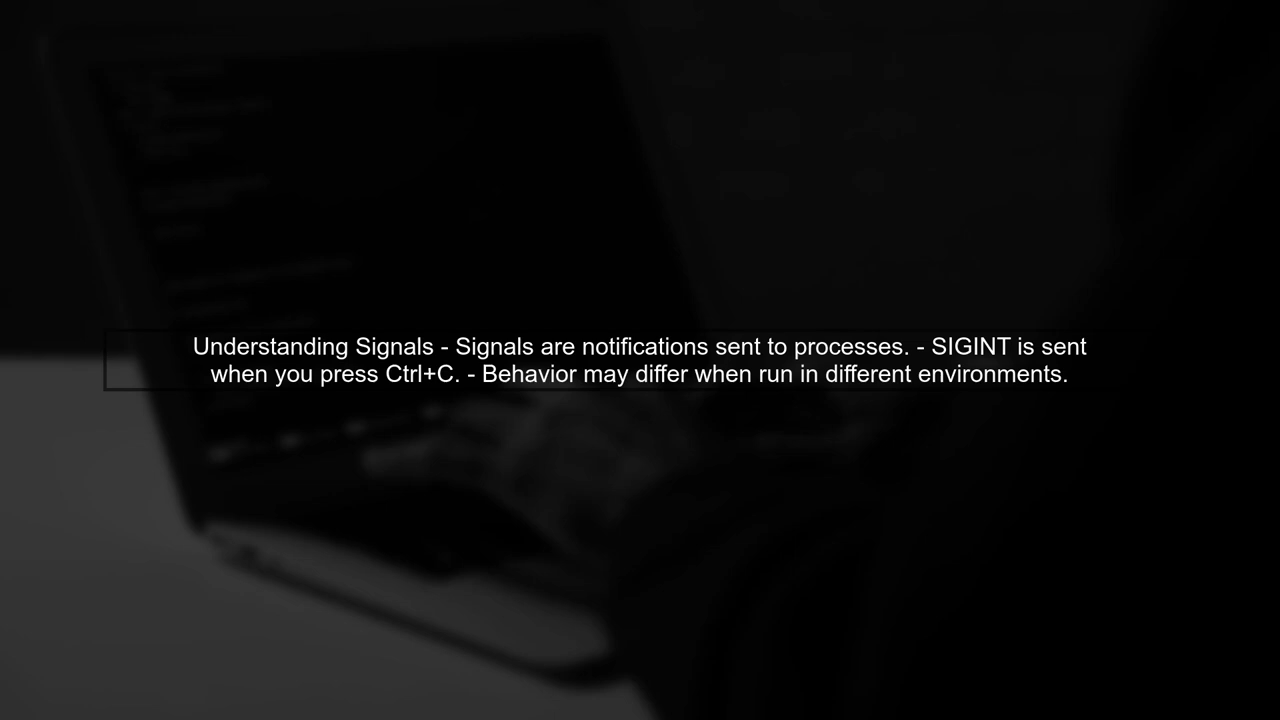 Understanding Signals - Signals are notifications sent to processes. - SIGINT is sent
when you press Ctrl+C. - Behavior may differ when run in different environments.